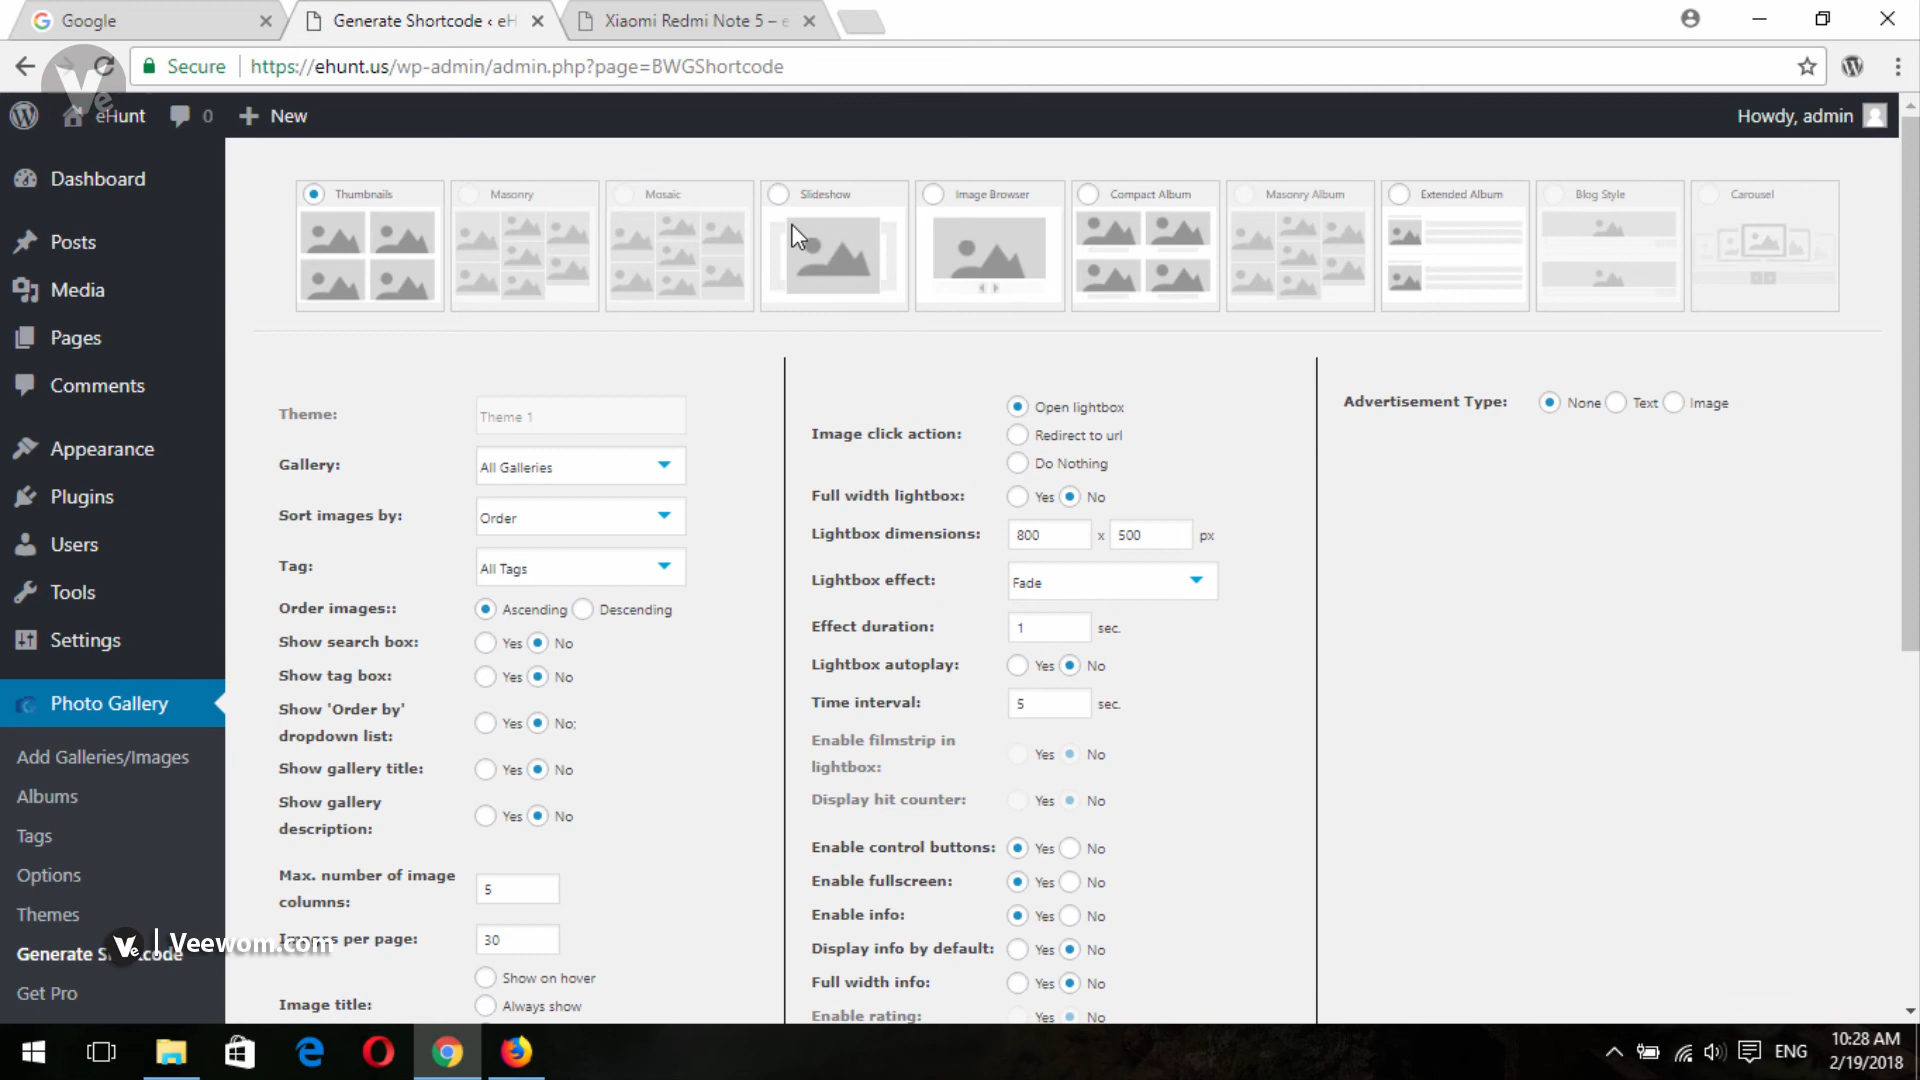 Google
Generate Shortcode ‹ eH
Xiaomi Redmi Note 5 – e
Secure
https://ehunt.us/wp-admin/admin.php?page=BWGShortcode
eHunt
0
New
Howdy, admin
Dashboard
Posts
Media
Pages
Comments
Appearance
Plugins
Users
Tools
Settings
Photo Gallery
Add Galleries/Images
Albums
Tags
Options
Themes
Generate Shortcode
Get Pro
Ve | Veewom.com
Thumbnails
Masonry
Mosaic
Slideshow
Image Browser
Compact Album
Masonry Album
Extended Album
Blog Style
Carousel
Theme: Theme 1
Gallery: All Galleries
Sort images by: Order
Tag: All Tags
Order images:: Ascending Descending
Show search box: Yes No
Show tag box: Yes No
Show 'Order by'
dropdown list: Yes No;
Show gallery title: Yes No
Show gallery
description: Yes No
Max. number of image
columns: 5
Images per page: 30
Show on hover
Image title: Always show
Open lightbox
Image click action: Redirect to url
Do Nothing
Full width lightbox: Yes No
Lightbox dimensions: 800 x 500 px
Lightbox effect: Fade
Effect duration: 1 sec.
Lightbox autoplay: Yes No
Time interval: 5 sec.
Enable filmstrip in
lightbox: Yes No
Display hit counter: Yes No
Enable control buttons: Yes No
Enable fullscreen: Yes No
Enable info: Yes No
Display info by default: Yes No
Full width info: Yes No
Enable rating: Yes No
Advertisement Type: None Text Image
ENG
10:28 AM
2/19/2018